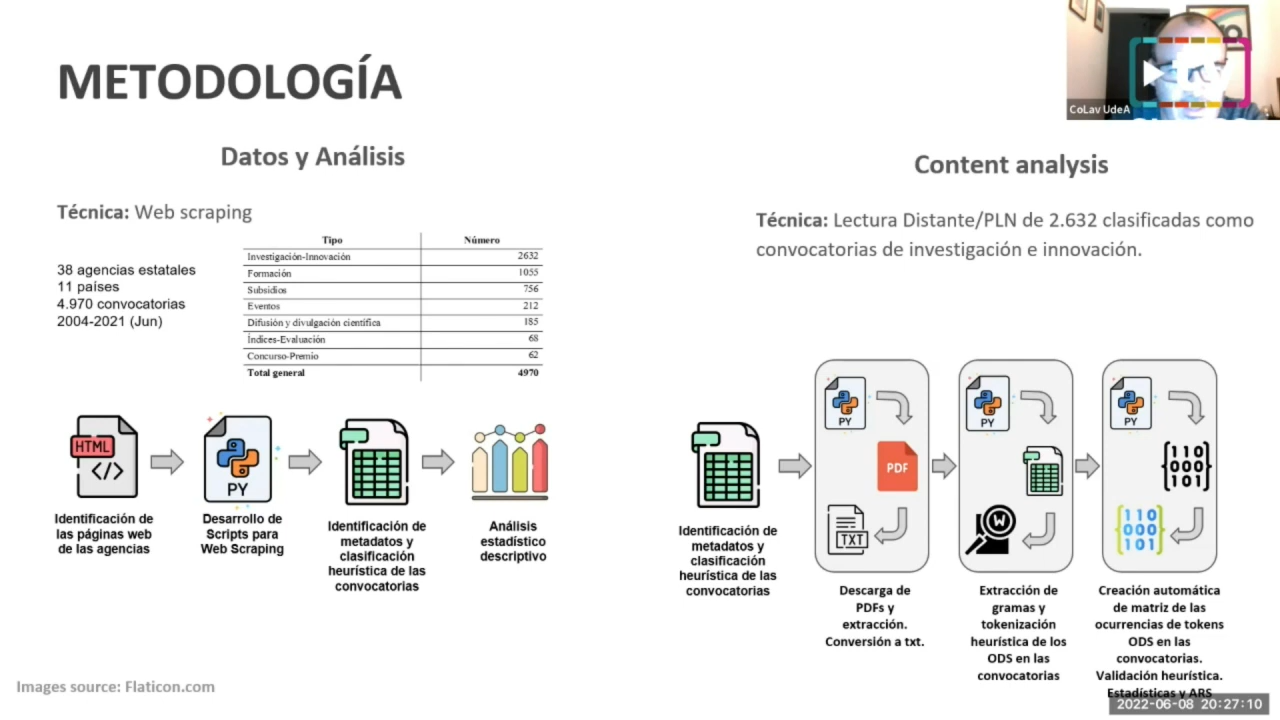 METODOLOGÍA
CoLav UdeA
Datos y Análisis
Técnica: Web scraping
38 agencias estatales
11 países
4.970 convocatorias
2004-2021 (Jun)
Tipo Número
Investigación-Innovación 2632
Formación 1055
Subsidios 756
Eventos 212
Difusión y divulgación científica 185
Índices-Evaluación 68
Concurso-Premio 62
Total general 4970
HTML
</>
PY
Identificación de
las páginas web
de las agencias
Desarrollo de
Scripts para
Web Scraping
Identificación de
metadatos y
clasificación
heurística de las
convocatorias
Análisis
estadístico
descriptivo
Content analysis
Técnica: Lectura Distante/PLN de 2.632 clasificadas como
convocatorias de investigación e innovación.
Identificación de
metadatos y
clasificación
heurística de las
convocatorias
PY
PDF
TXT
Descarga de
PDFs y
extracción.
Conversión a txt.
PY
W
Extracción de
gramas y
tokenización
heurística de los
ODS en las
convocatorias
PY
110
000
101
110
000
101
Creación automática
de matriz de las
ocurrencias de tokens
ODS en las
convocatorias.
Validación heurística.
Estadísticas y ARS
Images source: Flaticon.com
2022-06-08 20:27:10